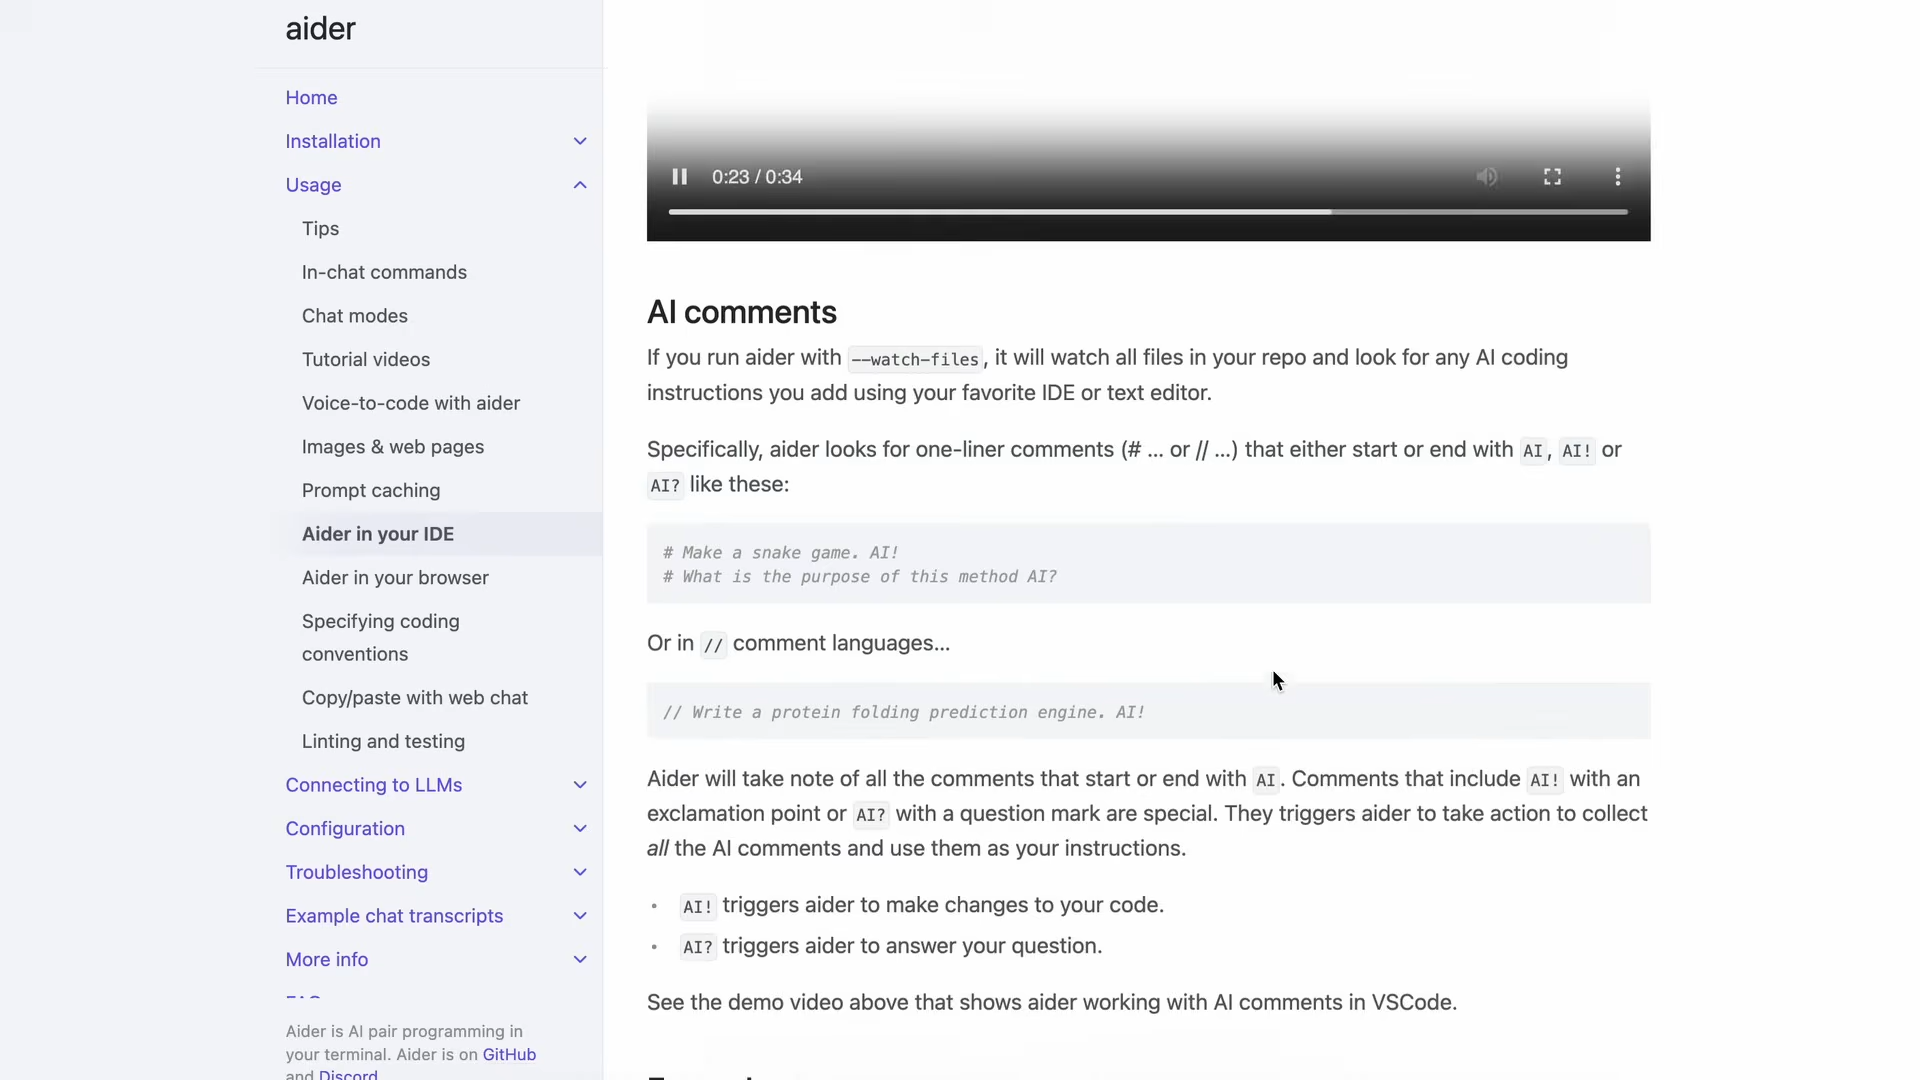 aider
Home
Installation
Usage
Tips
In-chat commands
Chat modes
Tutorial videos
Voice-to-code with aider
Images & web pages
Prompt caching
Aider in your IDE
Aider in your browser
Specifying coding
conventions
Copy/paste with web chat
Linting and testing
Connecting to LLMs
Configuration
Troubleshooting
Example chat transcripts
More info
Aider is AI pair programming in
your terminal. Aider is on GitHub
and Discord.
0:23 / 0:34
AI comments
If you run aider with --watch-files, it will watch all files in your repo and look for any AI coding
instructions you add using your favorite IDE or text editor.
Specifically, aider looks for one-liner comments (# ... or // ...) that either start or end with AI, AI! or
AI? like these:
# Make a snake game. AI!
# What is the purpose of this method AI?
Or in // comment languages...
// Write a protein folding prediction engine. AI!
Aider will take note of all the comments that start or end with AI. Comments that include AI! with an
exclamation point or AI? with a question mark are special. They triggers aider to take action to collect
all the AI comments and use them as your instructions.
• AI! triggers aider to make changes to your code.
• AI? triggers aider to answer your question.
See the demo video above that shows aider working with AI comments in VSCode.